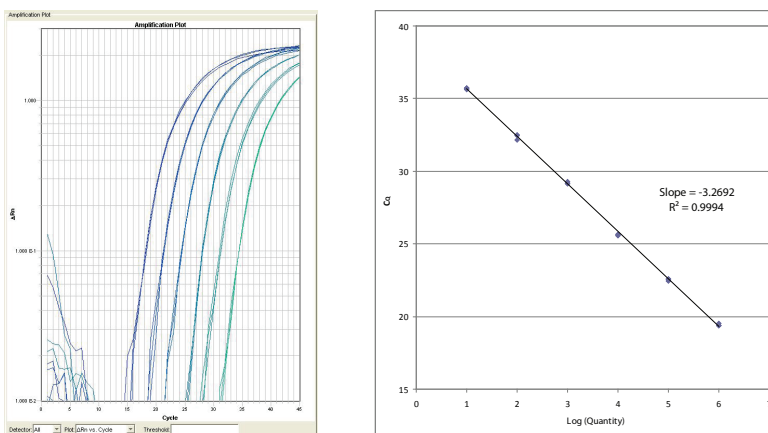 Amplification Plot
Amplification Plot
ΔRn
1.000
1.000 E-1
1.000 E-2
0 5 10 15 20 25 30 35 40 45
Cycle
Detector: All Plot ΔRn vs. Cycle Threshold:
Cq
40
35
30
25
20
15
Slope = -3.2692
R² = 0.9994
0 1 2 3 4 5 6 7
Log (Quantity)